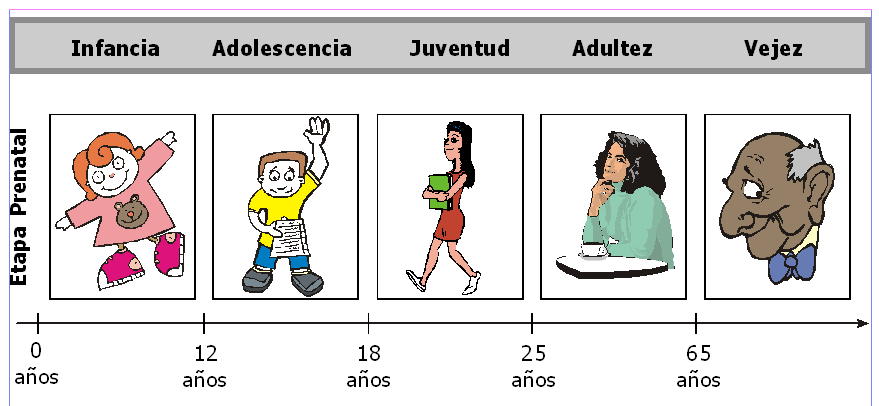 Infancia Adolescencia Juventud Adultez Vejez
Etapa Prenatal
0 12 18 25 65
años años años años años